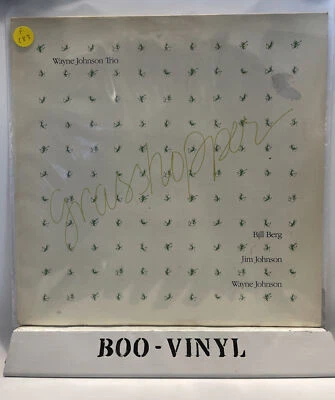 Wayne Johnson Trio
grasshopper
Bill Berg
Jim Johnson
Wayne Johnson
BOO-VINYL